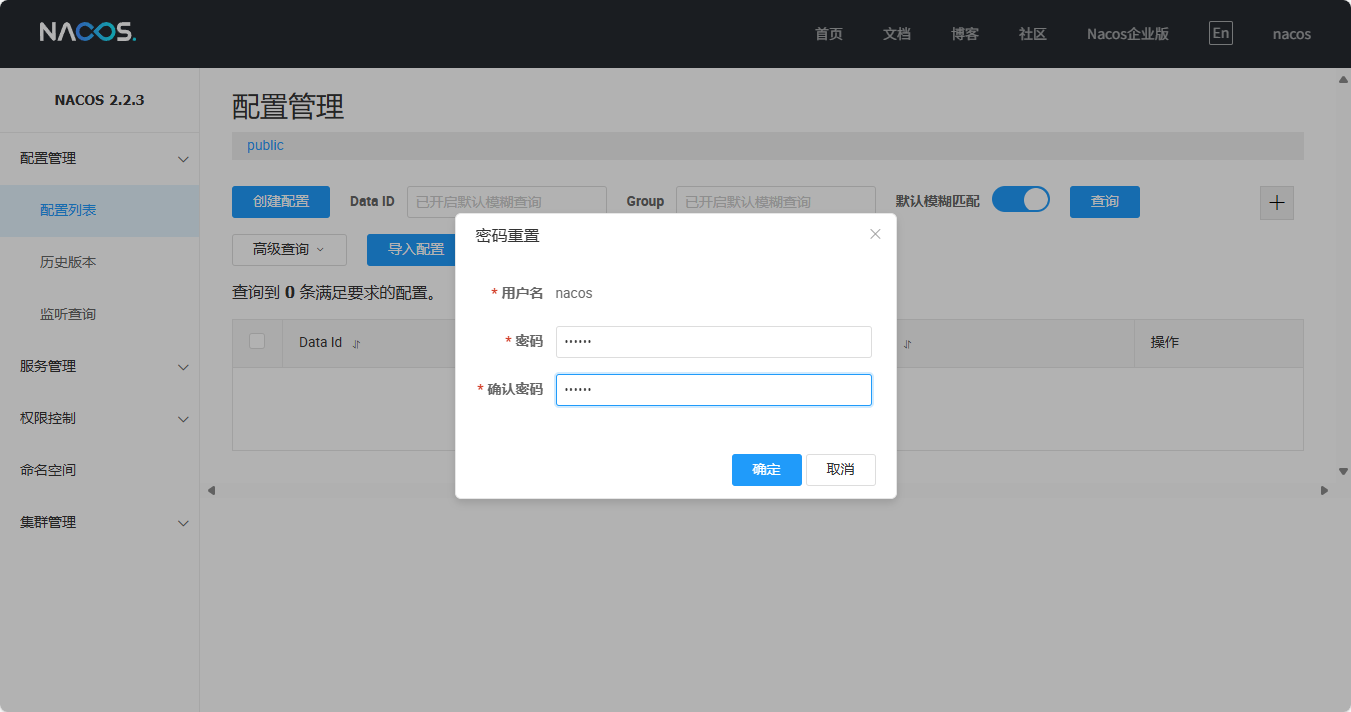 NACOS.
首页 文档 博客 社区 Nacos企业版 En nacos
NACOS 2.2.3
配置管理
配置列表
历史版本
监听查询
服务管理
权限控制
命名空间
集群管理
配置管理
public
创建配置 Data ID 已开启默认模糊查询 Group 已开启默认模糊查询 默认模糊匹配 查询
高级查询 导入配置
查询到 0 条满足要求的配置。
Data Id 操作
密码重置
* 用户名 nacos
* 密码 ······
* 确认密码 ······
确定 取消